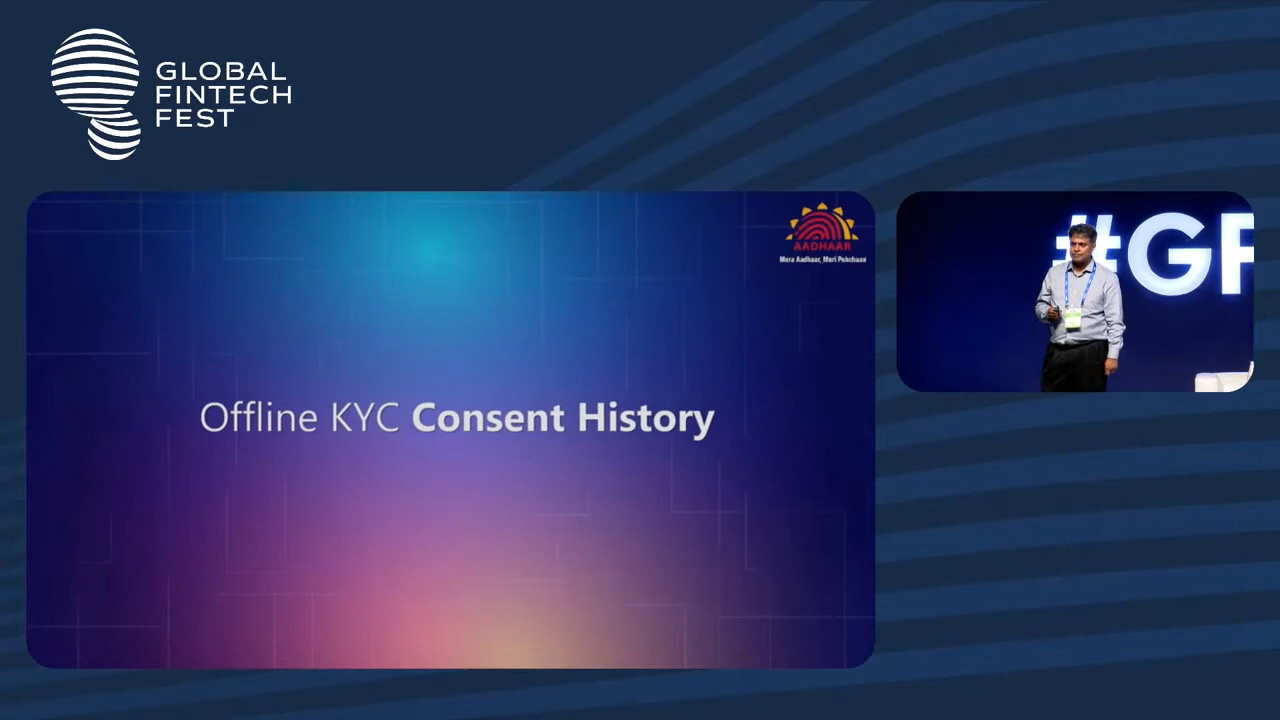 GLOBAL
FINTECH
FEST
AADHAAR
Mera Aadhaar, Meri Pehchaan
Offline KYC Consent History
#GF